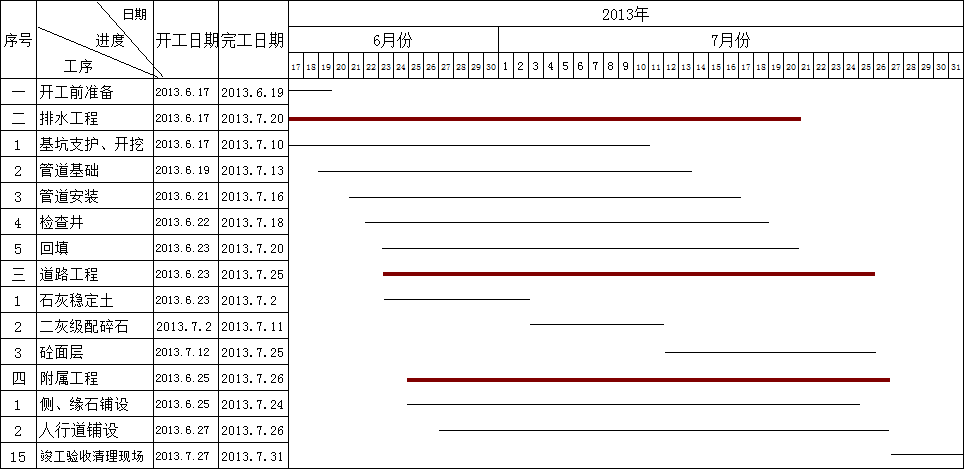 日期
2013年
序号 进度 开工日期 完工日期 6月份 7月份
工序
17 18 19 20 21 22 23 24 25 26 27 28 29 30 1 2 3 4 5 6 7 8 9 10 11 12 13 14 15 16 17 18 19 20 21 22 23 24 25 26 27 28 29 30 31
一 开工前准备 2013.6.17 2013.6.19
二 排水工程 2013.6.17 2013.7.20
1 基坑支护、开挖 2013.6.17 2013.7.10
2 管道基础 2013.6.19 2013.7.13
3 管道安装 2013.6.21 2013.7.16
4 检查井 2013.6.22 2013.7.18
5 回填 2013.6.23 2013.7.20
三 道路工程 2013.6.23 2013.7.25
1 石灰稳定土 2013.6.23 2013.7.2
2 二灰级配碎石 2013.7.2 2013.7.11
3 砼面层 2013.7.12 2013.7.25
四 附属工程 2013.6.25 2013.7.26
1 侧、缘石铺设 2013.6.25 2013.7.24
2 人行道铺设 2013.6.27 2013.7.26
15 竣工验收清理现场 2013.7.27 2013.7.31